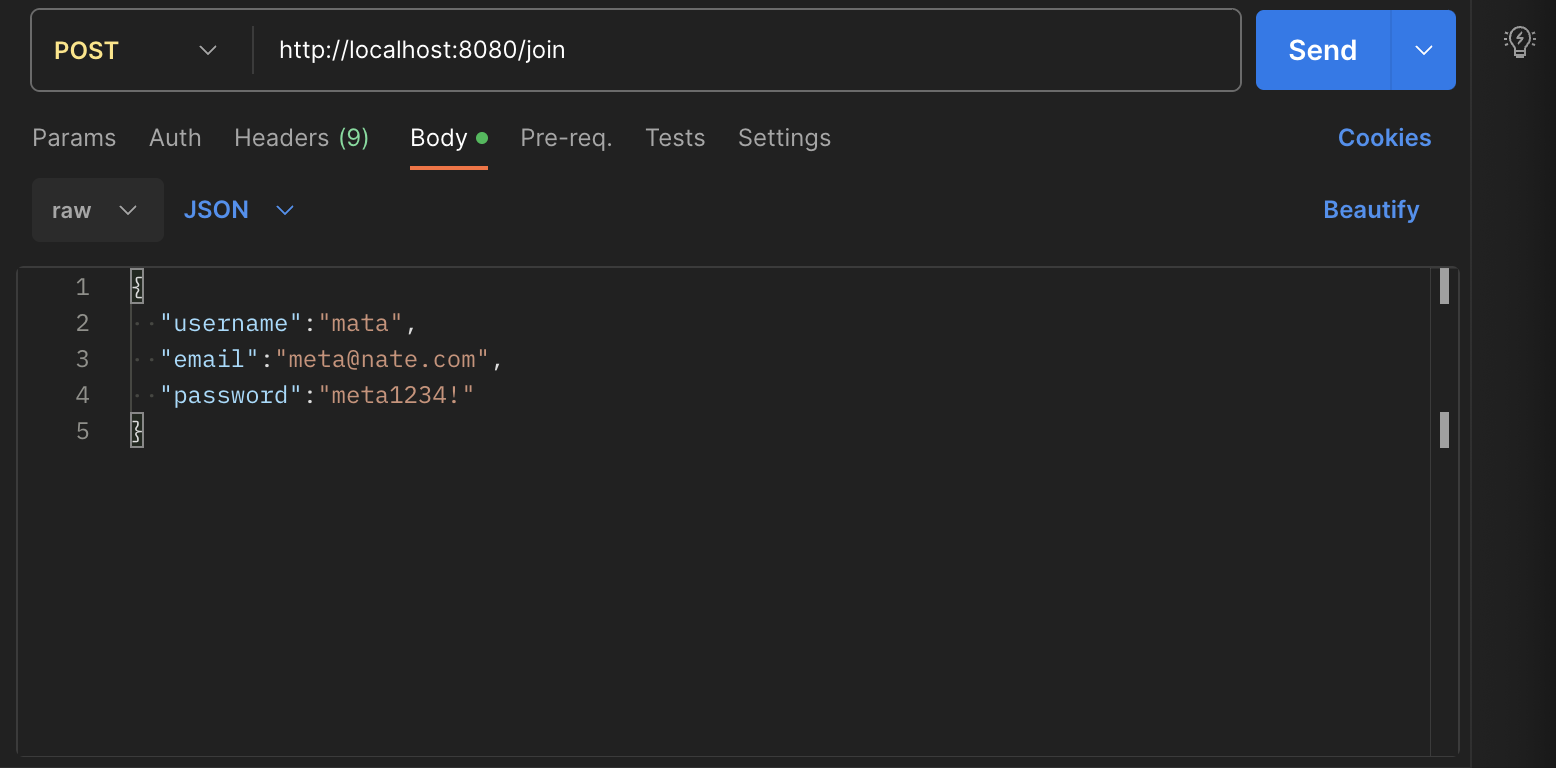 POST http://localhost:8080/join Send
Params Auth Headers (9) Body Pre-req. Tests Settings Cookies
raw JSON Beautify
1 {
2 "username":"mata",
3 "email":"meta@nate.com",
4 "password":"meta1234!"
5 }